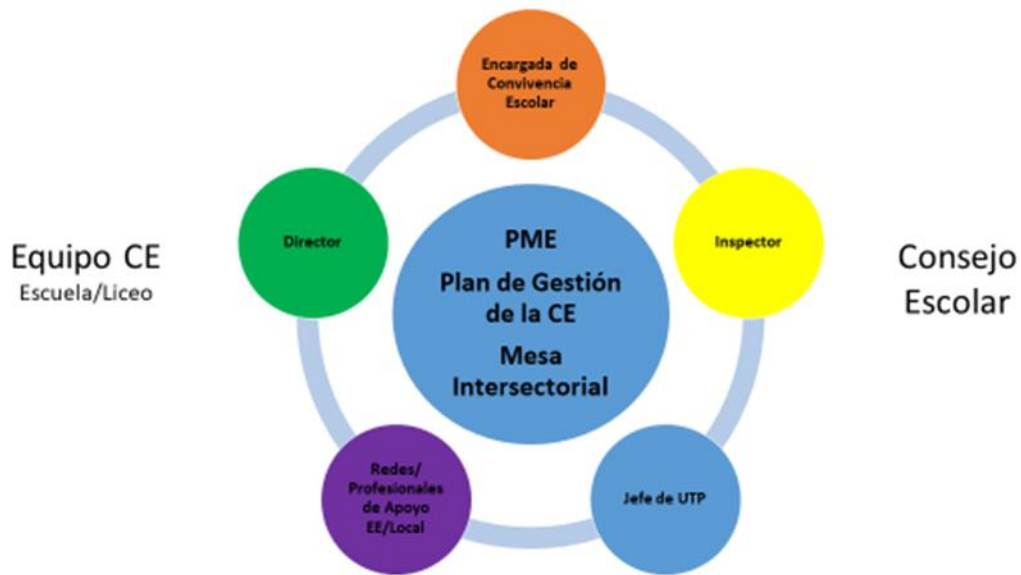 Encargada de
Convivencia
Escolar
Director
Inspector
Equipo CE
Escuela/Liceo
PME
Plan de Gestión
de la CE
Mesa
Intersectorial
Consejo
Escolar
Redes/
Profesionales
de Apoyo
EE/Local
Jefe de UTP